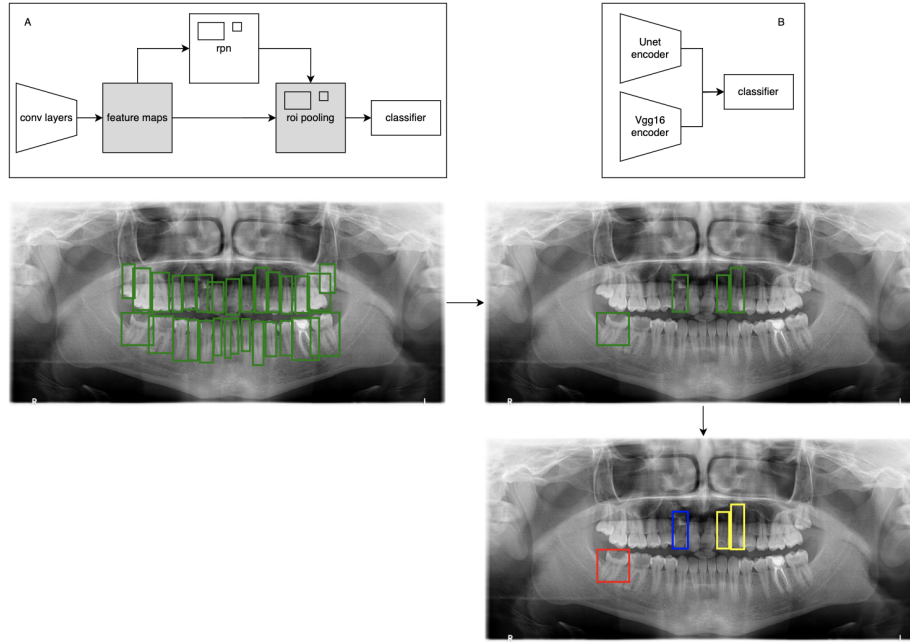 A
rpn
conv layers
feature maps
roi pooling
classifier
B
Unet
encoder
Vgg16
encoder
classifier
R
L
R
L
R
L